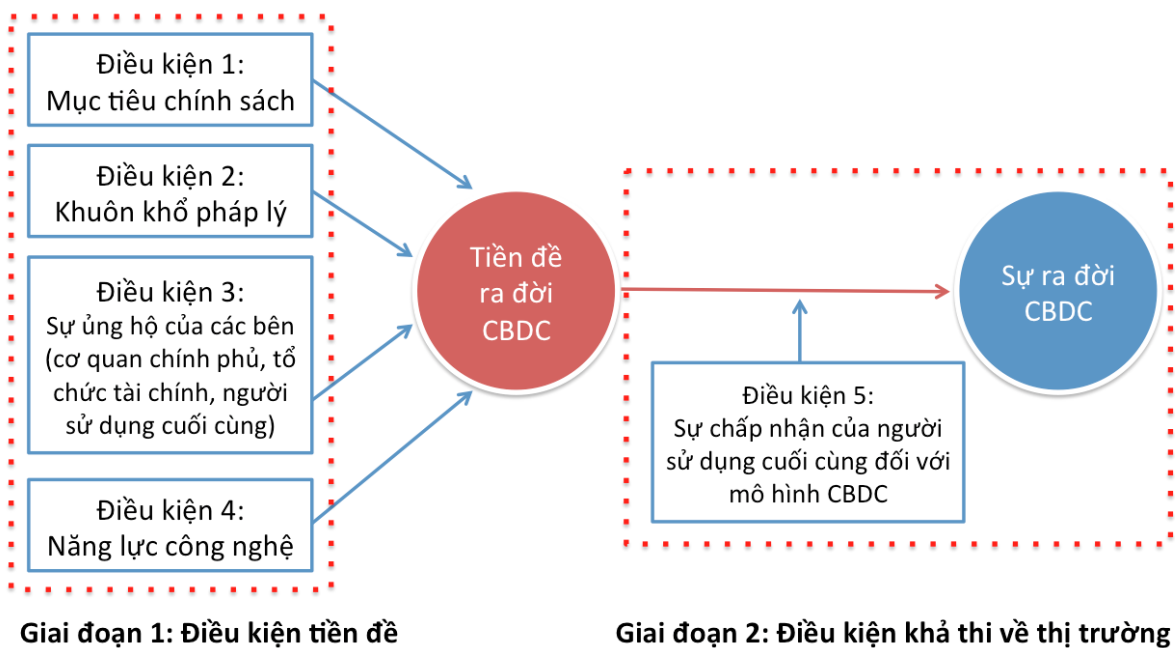 Điều kiện 1:
Mục tiêu chính sách
Điều kiện 2:
Khuôn khổ pháp lý
Điều kiện 3:
Sự ủng hộ của các bên
(cơ quan chính phủ, tổ
chức tài chính, người
sử dụng cuối cùng)
Điều kiện 4:
Năng lực công nghệ
Tiền đề
ra đời
CBDC
Sự ra đời
CBDC
Điều kiện 5:
Sự chấp nhận của người
sử dụng cuối cùng đối với
mô hình CBDC
Giai đoạn 1: Điều kiện tiền đề
Giai đoạn 2: Điều kiện khả thi về thị trường